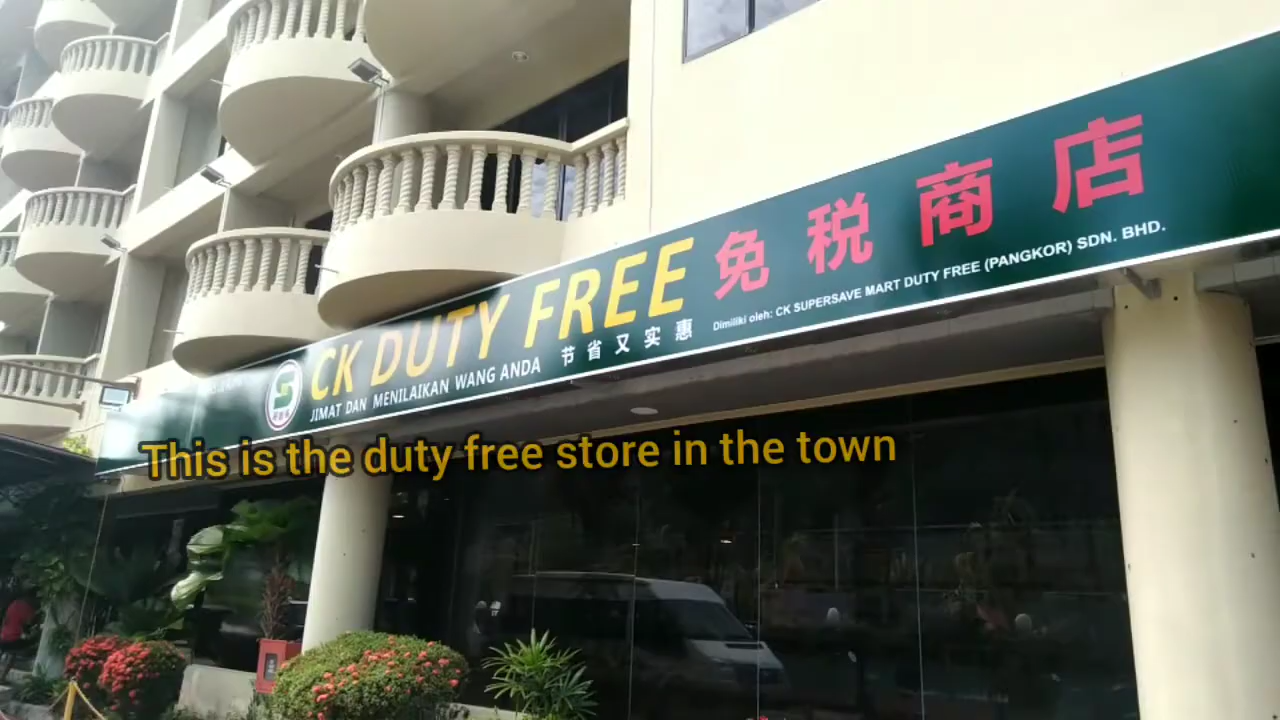 CK DUTY FREE 免税商店
JIMAT DAN MENILAIKAN WANG ANDA 节省又实惠
Dimiliki oleh: CK SUPERSAVE MART DUTY FREE (PANGKOR) SDN. BHD.
This is the duty free store in the town